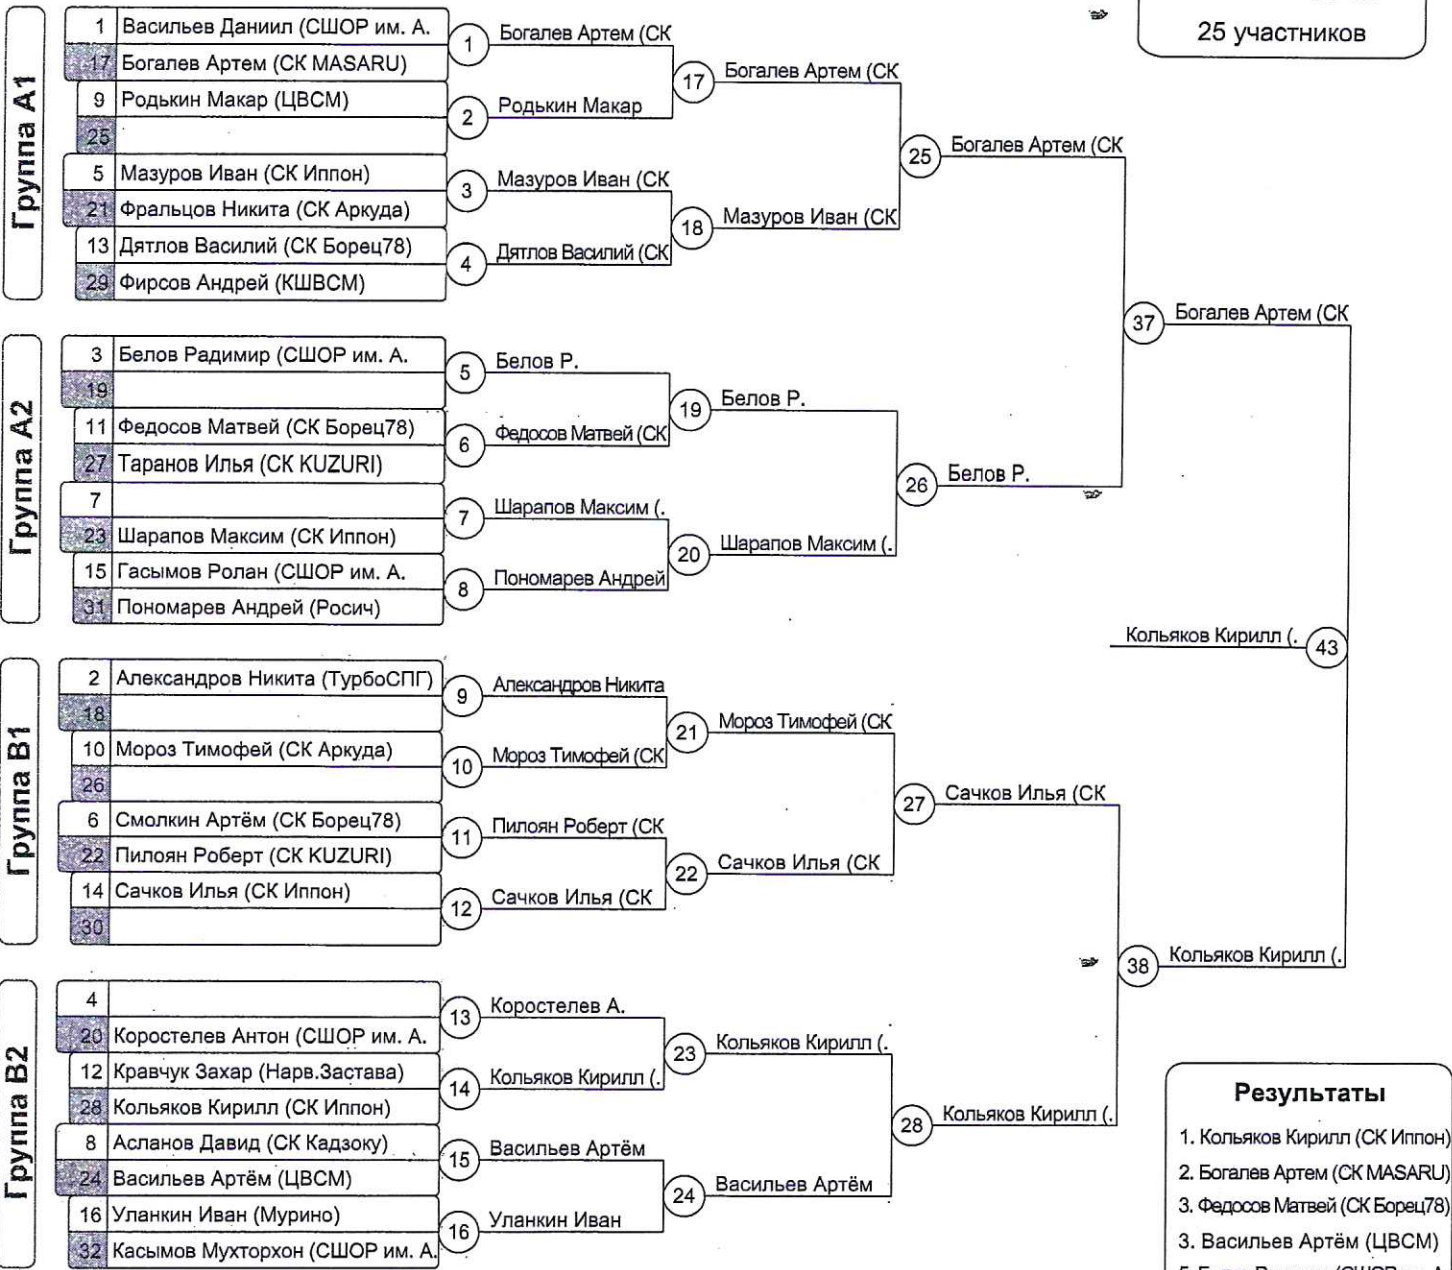 25 участников
Группа A1
1 Васильев Даниил (СШОР им. А.
17 Богалев Артем (СК MASARU)
9 Родькин Макар (ЦВСМ)
25
5 Мазуров Иван (СК Иппон)
21 Фральцов Никита (СК Аркуда)
13 Дятлов Василий (СК Борец78)
29 Фирсов Андрей (КШВСМ)
1 Богалев Артем (СК
2 Родькин Макар
3 Мазуров Иван (СК
4 Дятлов Василий (СК
17 Богалев Артем (СК
18 Мазуров Иван (СК
25 Богалев Артем (СК
Группа A2
3 Белов Радимир (СШОР им. А.
19
11 Федосов Матвей (СК Борец78)
27 Таранов Илья (СК KUZURI)
7
23 Шарапов Максим (СК Иппон)
15 Гасымов Ролан (СШОР им. А.
31 Пономарев Андрей (Росич)
5 Белов Р.
6 Федосов Матвей (СК
7 Шарапов Максим (.
8 Пономарев Андрей
19 Белов Р.
20 Шарапов Максим (.
26 Белов Р.
37 Богалев Артем (СК
Группа B1
2 Александров Никита (ТурбоСПГ)
18
10 Мороз Тимофей (СК Аркуда)
26
6 Смолкин Артём (СК Борец78)
22 Пилоян Роберт (СК KUZURI)
14 Сачков Илья (СК Иппон)
30
9 Александров Никита
10 Мороз Тимофей (СК
11 Пилоян Роберт (СК
12 Сачков Илья (СК
21 Мороз Тимофей (СК
22 Сачков Илья (СК
27 Сачков Илья (СК
Группа B2
4
20 Коростелев Антон (СШОР им. А.
12 Кравчук Захар (Нарв.Застава)
28 Кольяков Кирилл (СК Иппон)
8 Асланов Давид (СК Кадзоку)
24 Васильев Артём (ЦВСМ)
16 Уланкин Иван (Мурино)
32 Касымов Мухторхон (СШОР им. А.
13 Коростелев А.
14 Кольяков Кирилл (.
15 Васильев Артём
16 Уланкин Иван
23 Кольяков Кирилл (.
24 Васильев Артём
28 Кольяков Кирилл (.
38 Кольяков Кирилл (.
Кольяков Кирилл (. 43
Результаты
1. Кольяков Кирилл (СК Иппон)
2. Богалев Артем (СК MASARU)
3. Федосов Матвей (СК Борец78)
3. Васильев Артём (ЦВСМ)